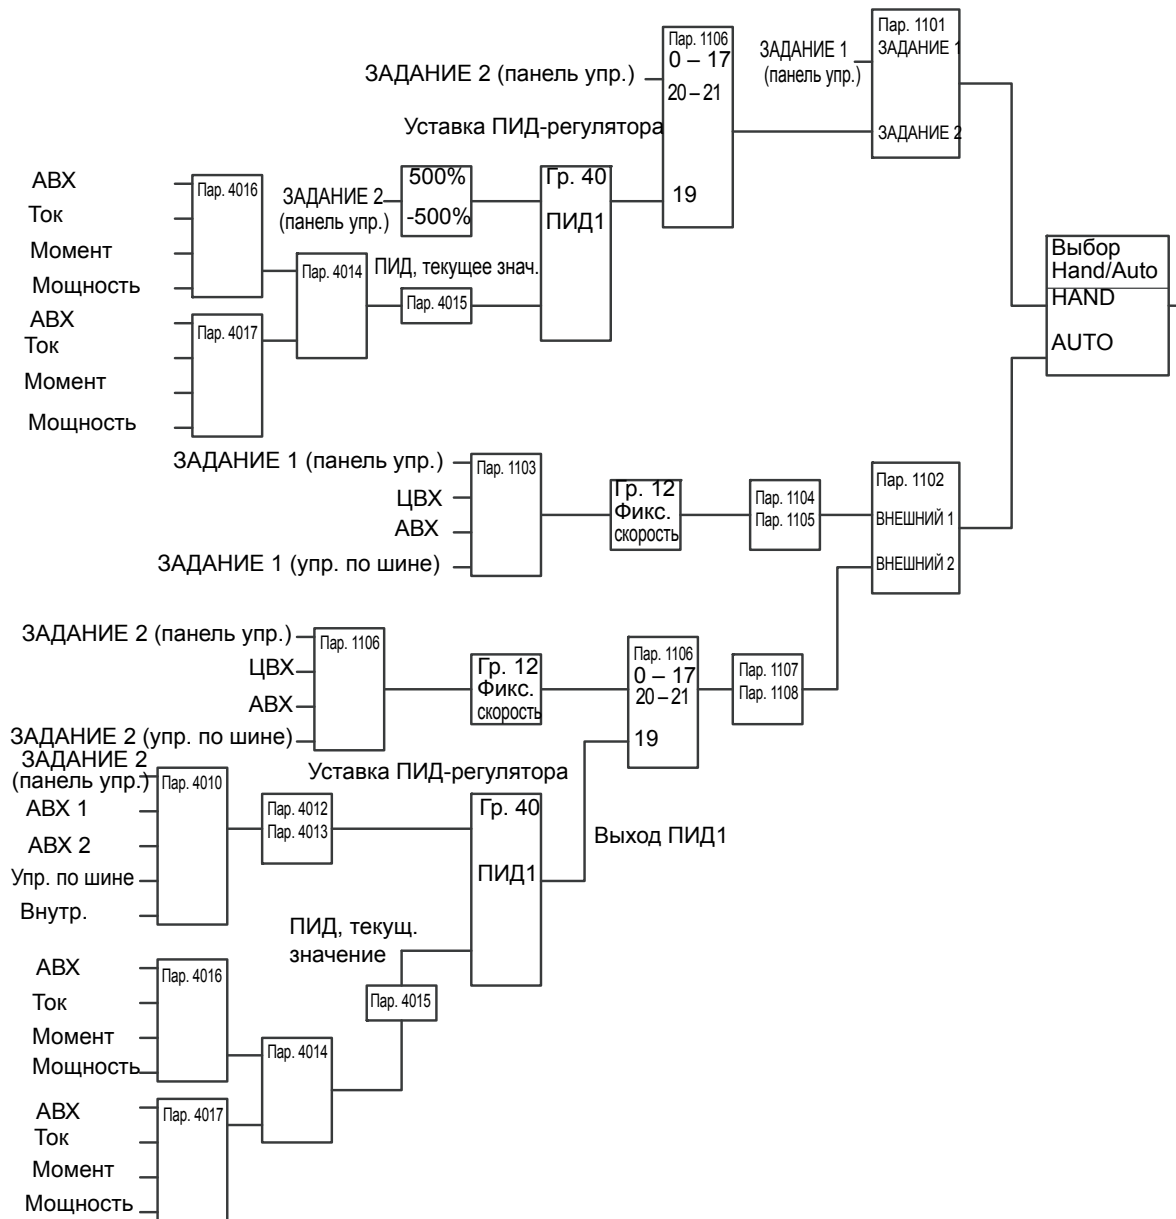 Пар. 1101
ЗАДАНИЕ 1
ЗАДАНИЕ 2
ЗАДАНИЕ 1
(панель упр.)
Пар. 1106
0 – 17
20 – 21
19
ЗАДАНИЕ 2 (панель упр.)
Уставка ПИД-регулятора
АВХ
Ток
Момент
Мощность
Пар. 4016
ЗАДАНИЕ 2
(панель упр.)
500%
-500%
Гр. 40
ПИД1
Пар. 4014
ПИД, текущее знач.
Пар. 4015
АВХ
Ток
Момент
Мощность
Пар. 4017
Выбор
Hand/Auto
HAND
AUTO
ЗАДАНИЕ 1 (панель упр.)
ЦВХ
АВХ
ЗАДАНИЕ 1 (упр. по шине)
Пар. 1103
Гр. 12
Фикс.
скорость
Пар. 1104
Пар. 1105
Пар. 1102
ВНЕШНИЙ 1
ВНЕШНИЙ 2
ЗАДАНИЕ 2 (панель упр.)
ЦВХ
АВХ
ЗАДАНИЕ 2 (упр. по шине)
Пар. 1106
Гр. 12
Фикс.
скорость
Пар. 1106
0 – 17
20 – 21
19
Пар. 1107
Пар. 1108
ЗАДАНИЕ 2
(панель упр.)
АВХ 1
АВХ 2
Упр. по шине
Внутр.
Пар. 4010
Уставка ПИД-регулятора
Пар. 4012
Пар. 4013
Гр. 40
ПИД1
Выход ПИД1
ПИД, текущ.
значение
Пар. 4015
АВХ
Ток
Момент
Мощность
Пар. 4016
Пар. 4014
АВХ
Ток
Момент
Мощность
Пар. 4017